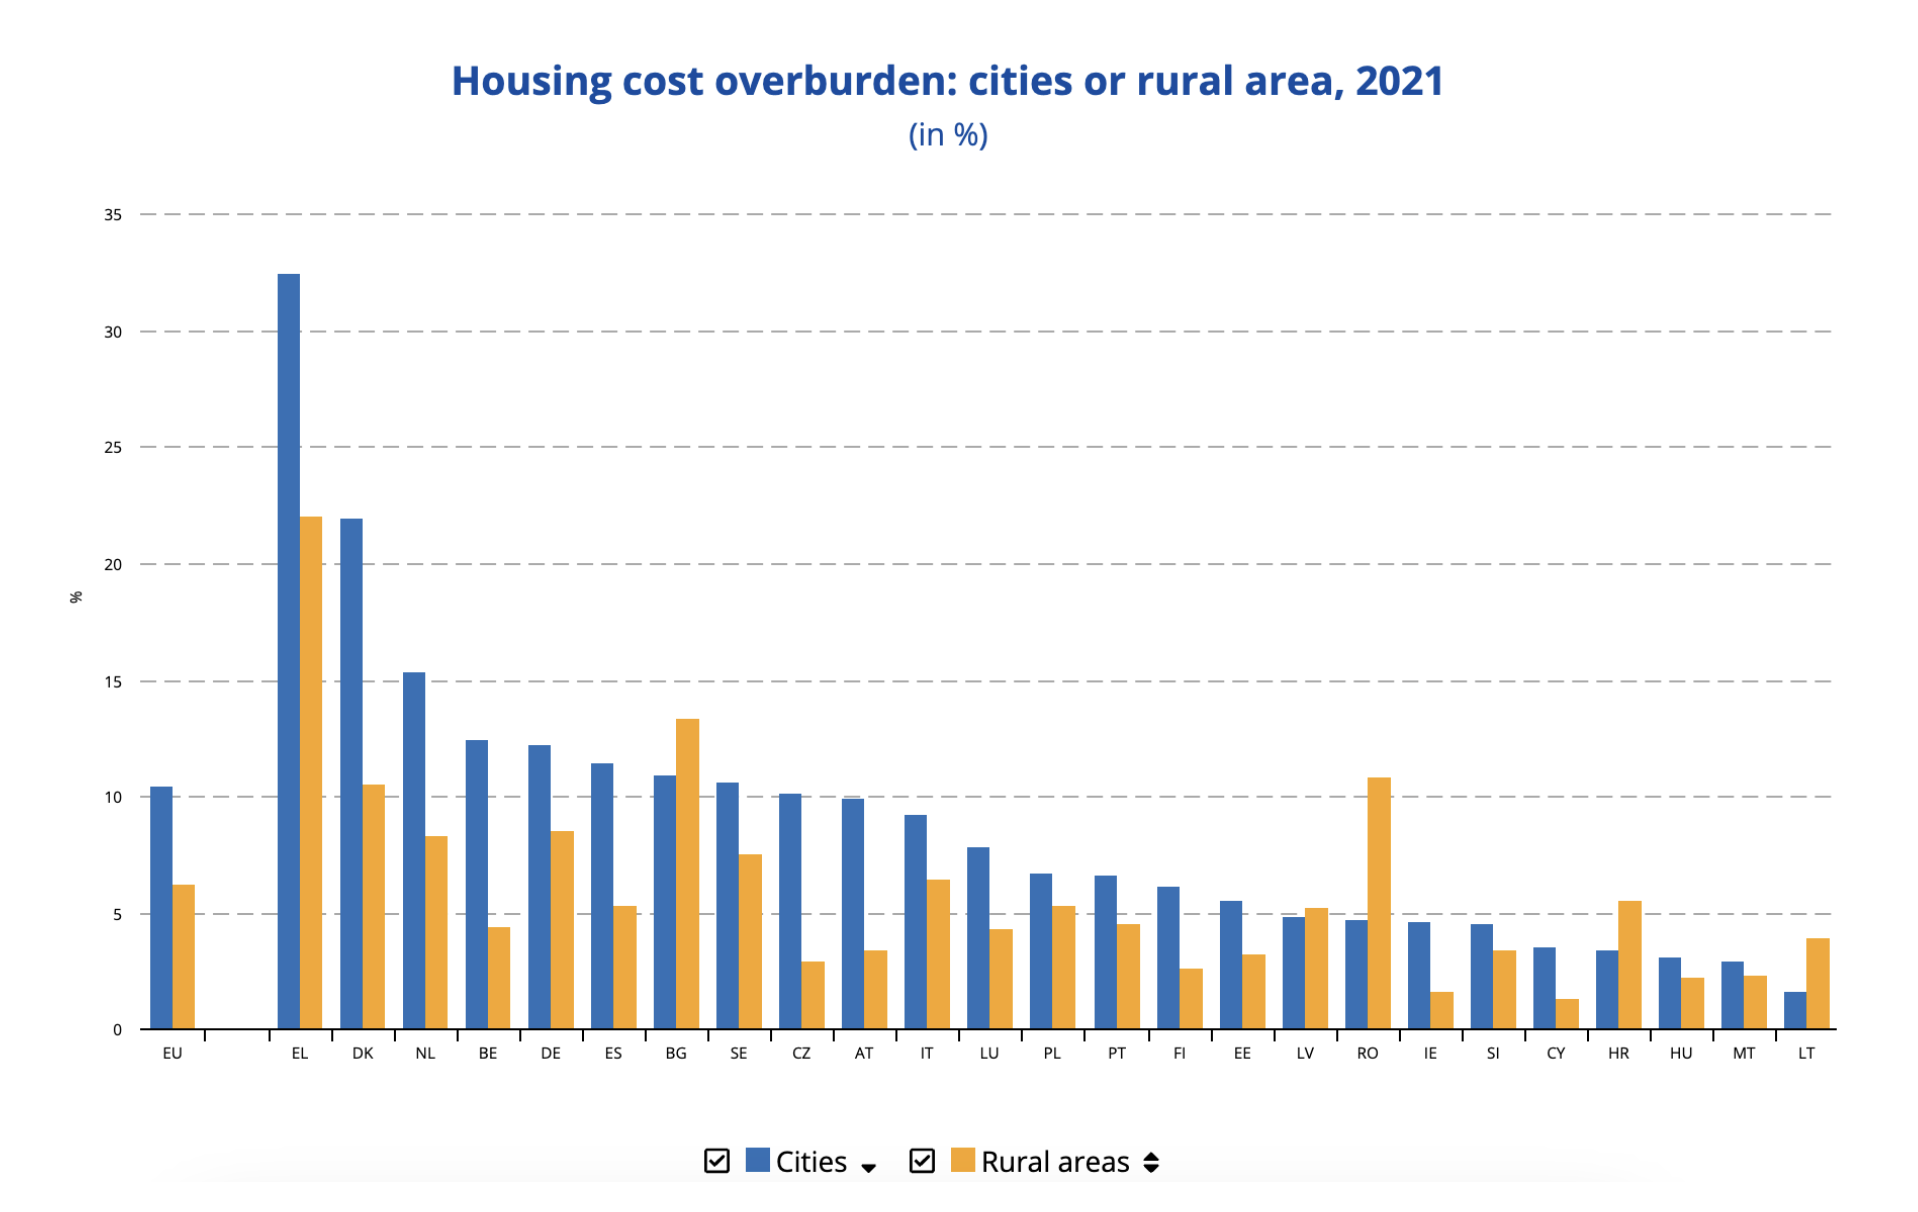 Housing cost overburden: cities or rural area, 2021
(in %)
35
30
25
20
%
15
10
5
0
EU EL DK NL BE DE ES BG SE CZ AT IT LU PL PT FI EE LV RO IE SI CY HR HU MT LT
Cities Rural areas